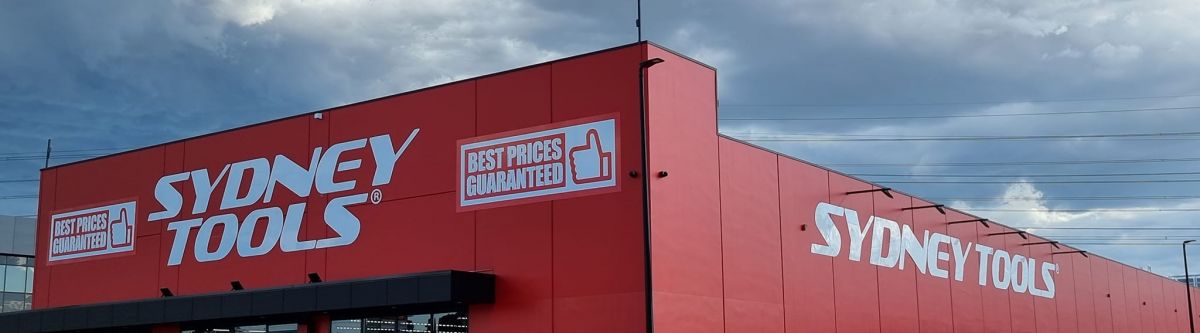 BEST PRICES
GUARANTEED
SYDNEY
TOOLS®
BEST PRICES
GUARANTEED
SYDNEY TOOLS®